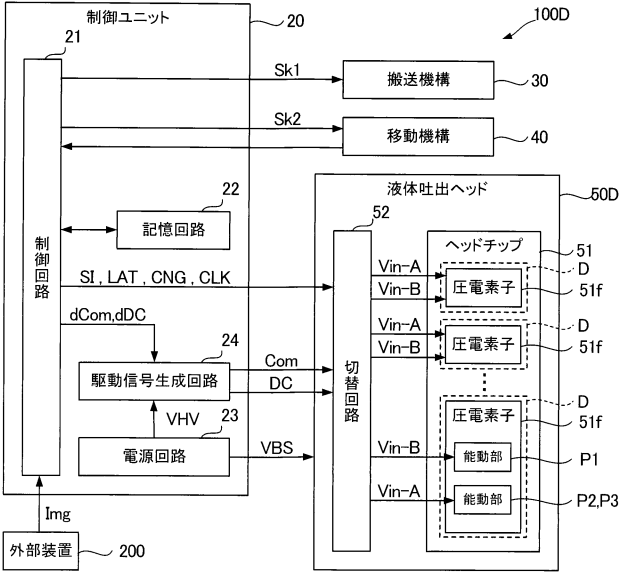 100D
制御ユニット
20
21
制御回路
Sk1
搬送機構
30
Sk2
移動機構
40
記憶回路
22
SI , LAT , CNG , CLK
dCom,dDC
駆動信号生成回路
24
Com
DC
VHV
電源回路
23
VBS
Img
外部装置
200
液体吐出ヘッド
50D
52
切替回路
ヘッドチップ
51
Vin-A
Vin-B
圧電素子
D
51f
Vin-A
Vin-B
圧電素子
D
51f
圧電素子
D
51f
Vin-B
能動部
P1
Vin-A
能動部
P2,P3